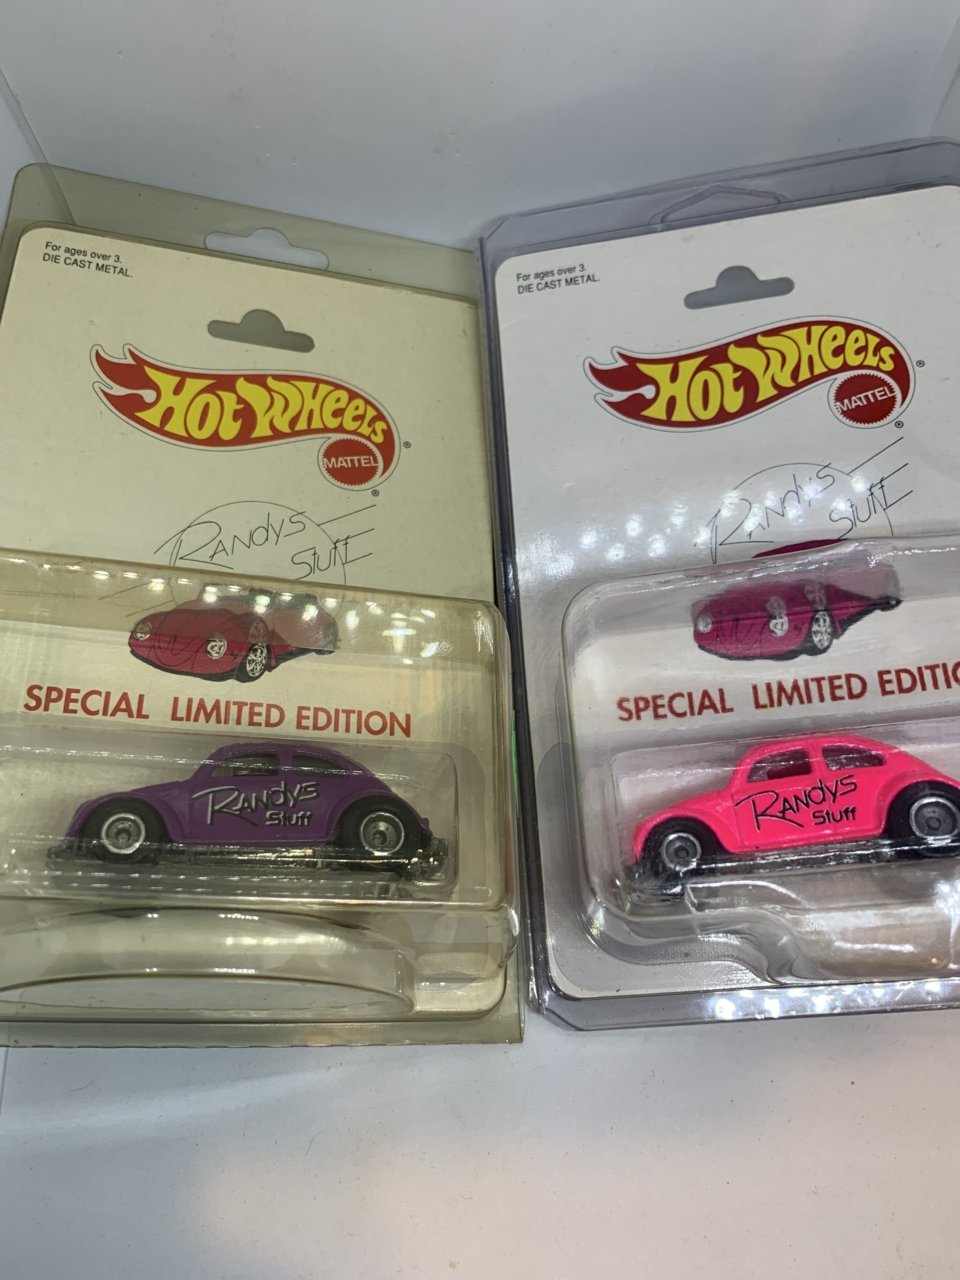 For ages over 3.
DIE CAST METAL.
HOT WHEELS ®
MATTEL ®
RANdys
Stuff
SPECIAL LIMITED EDITION
RANdys
Stuff
For ages over 3.
DIE CAST METAL.
HOT WHEELS ®
MATTEL ®
RANdys
Stuff
SPECIAL LIMITED EDITIO
RANdys
Stuff